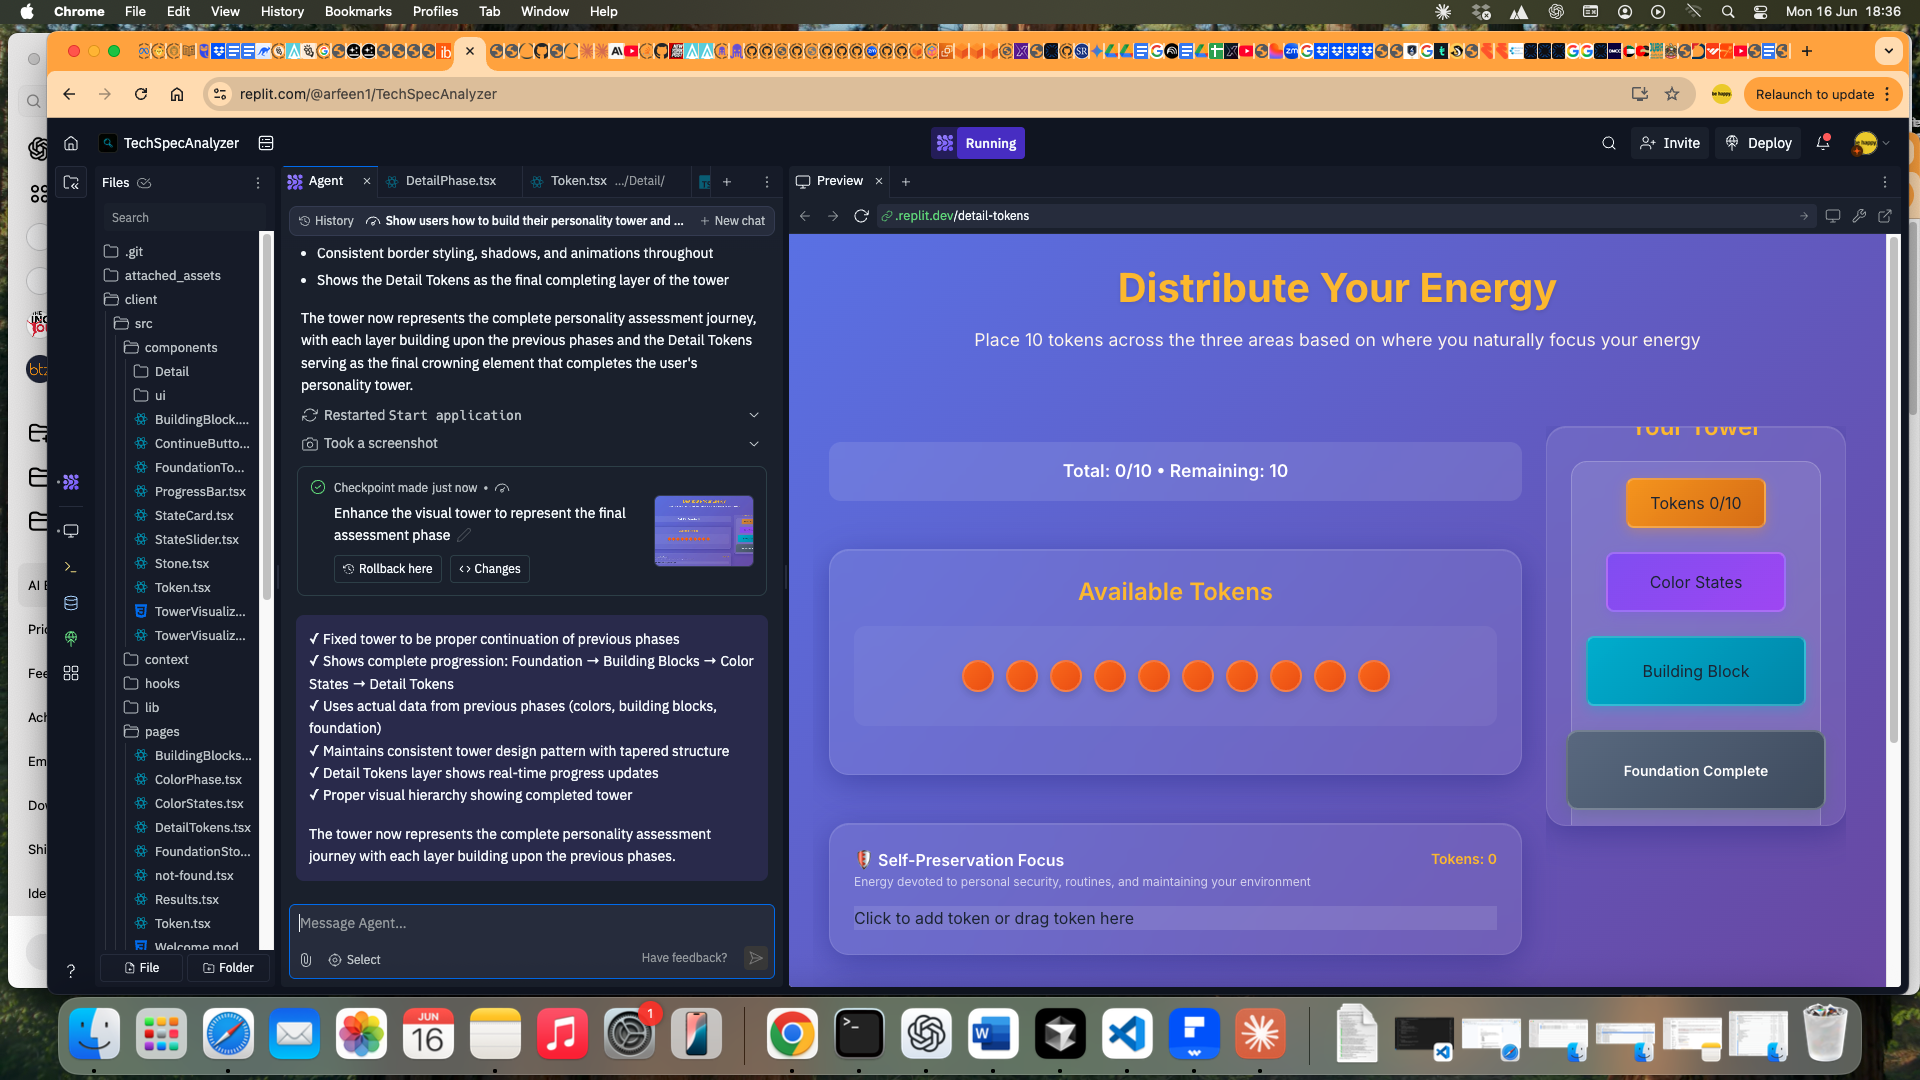 Chrome File Edit View History Bookmarks Profiles Tab Window Help Mon 16 Jun 18:36
replit.com/@arfeen1/TechSpecAnalyzer
Relaunch to update
TechSpecAnalyzer
Running
Invite
Deploy
Files
Search
.git
attached_assets
client
src
components
Detail
ui
BuildingBlock....
ContinueButto...
FoundationTo...
ProgressBar.tsx
StateCard.tsx
StateSlider.tsx
Stone.tsx
Token.tsx
TowerVisualiz...
TowerVisualiz...
context
hooks
lib
pages
BuildingBlocks...
ColorPhase.tsx
ColorStates.tsx
DetailTokens.tsx
FoundationSto...
not-found.tsx
Results.tsx
Token.tsx
Welcome.mod
File
Folder
Agent
DetailPhase.tsx
Token.tsx .../Detail/
History
Show users how to build their personality tower and ...
New chat
• Consistent border styling, shadows, and animations throughout
• Shows the Detail Tokens as the final completing layer of the tower
The tower now represents the complete personality assessment journey,
with each layer building upon the previous phases and the Detail Tokens
serving as the final crowning element that completes the user's
personality tower.
Restarted Start application
Took a screenshot
Checkpoint made just now •
Enhance the visual tower to represent the final
assessment phase
Rollback here
Changes
✓ Fixed tower to be proper continuation of previous phases
✓ Shows complete progression: Foundation → Building Blocks → Color
States → Detail Tokens
✓ Uses actual data from previous phases (colors, building blocks,
foundation)
✓ Maintains consistent tower design pattern with tapered structure
✓ Detail Tokens layer shows real-time progress updates
✓ Proper visual hierarchy showing completed tower
The tower now represents the complete personality assessment
journey with each layer building upon the previous phases.
Message Agent...
Select
Have feedback?
Preview
.replit.dev/detail-tokens
Distribute Your Energy
Place 10 tokens across the three areas based on where you naturally focus your energy
Total: 0/10 • Remaining: 10
Available Tokens
Self-Preservation Focus
Tokens: 0
Energy devoted to personal security, routines, and maintaining your environment
Click to add token or drag token here
Your Tower
Tokens 0/10
Color States
Building Block
Foundation Complete
JUN
16
1